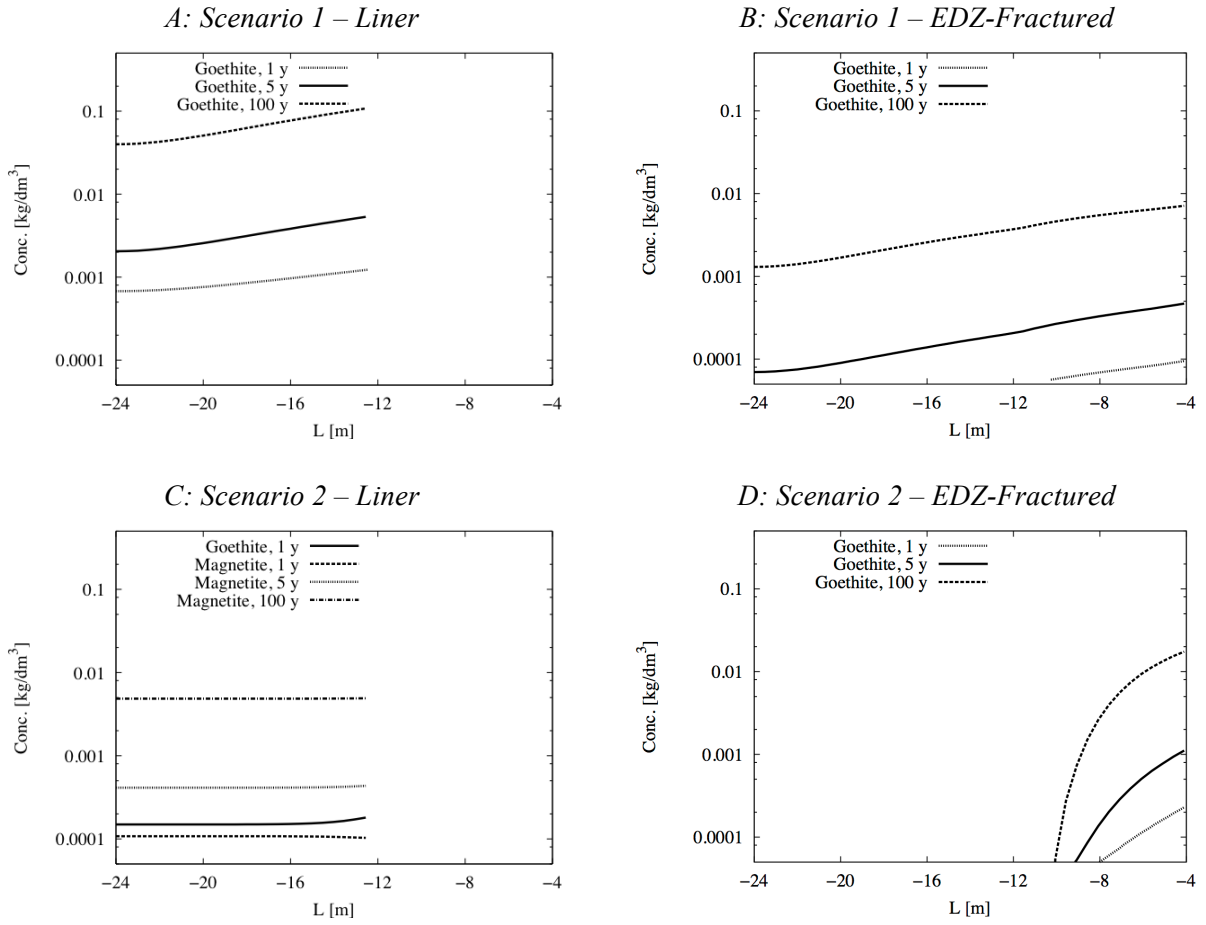 A: Scenario 1 – Liner
Goethite, 1 y
Goethite, 5 y
Goethite, 100 y
0.1
0.01
0.001
0.0001
Conc. [kg/dm³]
−24 −20 −16 −12 −8 −4
L [m]
B: Scenario 1 – EDZ-Fractured
Goethite, 1 y
Goethite, 5 y
Goethite, 100 y
0.1
0.01
0.001
0.0001
Conc. [kg/dm³]
−24 −20 −16 −12 −8 −4
L [m]
C: Scenario 2 – Liner
Goethite, 1 y
Magnetite, 1 y
Magnetite, 5 y
Magnetite, 100 y
0.1
0.01
0.001
0.0001
Conc. [kg/dm³]
−24 −20 −16 −12 −8 −4
L [m]
D: Scenario 2 – EDZ-Fractured
Goethite, 1 y
Goethite, 5 y
Goethite, 100 y
0.1
0.01
0.001
0.0001
Conc. [kg/dm³]
−24 −20 −16 −12 −8 −4
L [m]